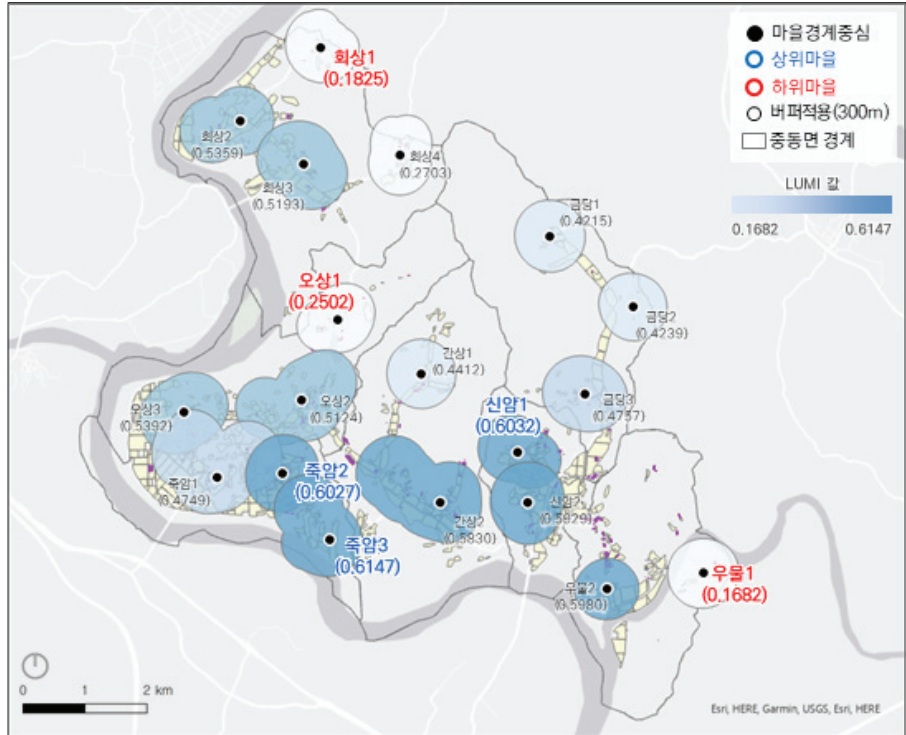 마을경계중심
상위마을
하위마을
버퍼적용(300m)
중동면 경계
LUMI 값
0.1682 0.6147
회상1
(0.1825)
회상2
(0.5359)
회상3
(0.5193)
회상4
(0.2703)
금당1
(0.4215)
오상1
(0.2502)
금당2
(0.4239)
간상1
(0.4412)
금당3
(0.4757)
오상2
(0.5124)
오상3
(0.5392)
신암1
(0.6032)
죽암1
(0.4749)
죽암2
(0.6027)
간상2
(0.5830)
신암2
(0.5929)
죽암3
(0.6147)
우물2
(0.5980)
우물1
(0.1682)
0 1 2 km
Esri, HERE, Garmin, USGS, Esri, HERE